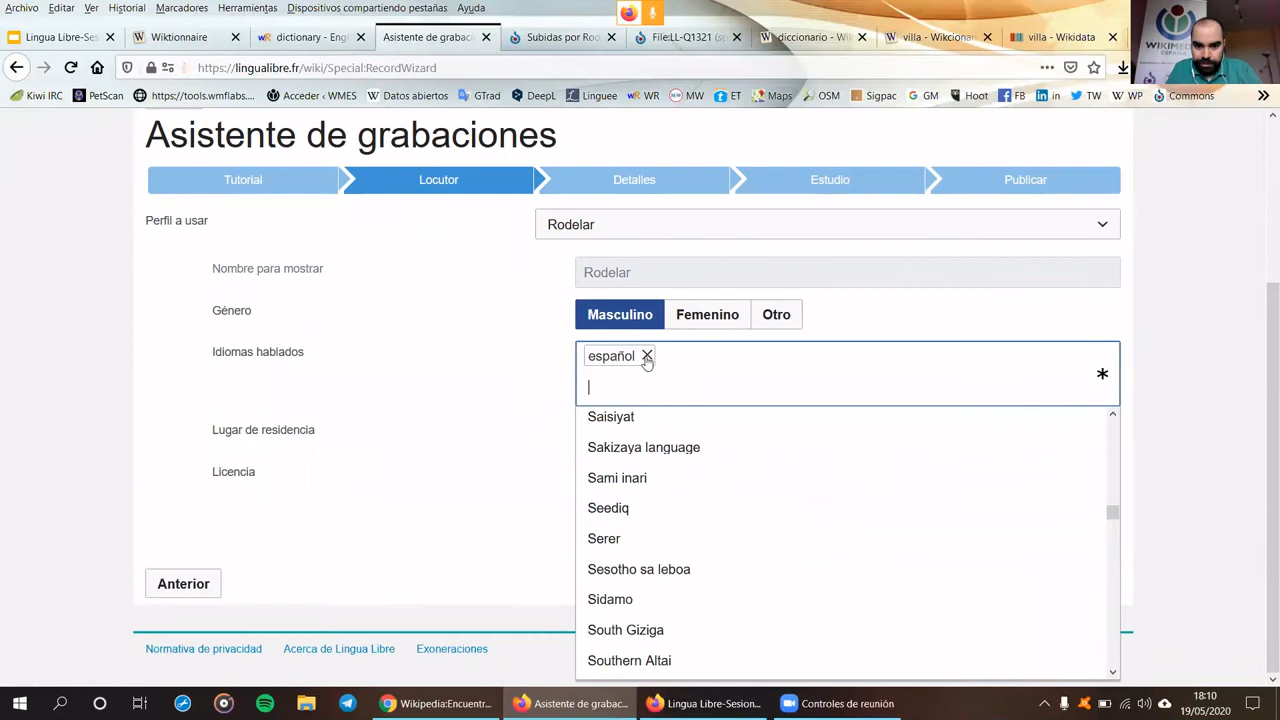 Archivo Editar Ver Historial Marcadores Herramientas Dispositivos compartiendo pestañas Ayuda
Lingua Libre-Ses
Wiktionnaire
dictionary - Engl
Asistente de grabac
Subidas por Rod
File:LL-Q1321 (sp
diccionario - Wik
villa - Wikcionar
villa - Wikidata
https://lingualibre.fr/wiki/Special:RecordWizard
Kiwi IRC PetScan https://tools.wmflabs... Acceder › WMES Datos abiertos GTrad DeepL Linguee WR MW ET Maps OSM Sigpac GM Hoot FB in TW WP Commons
WIKIMEDIA
ESPAÑA
Asistente de grabaciones
Tutorial Locutor Detalles Estudio Publicar
Perfil a usar Rodelar
Nombre para mostrar Rodelar
Género Masculino Femenino Otro
Idiomas hablados español
Lugar de residencia
Licencia
Saisiyat
Sakizaya language
Sami inari
Seediq
Serer
Sesotho sa leboa
Sidamo
South Giziga
Southern Altai
Anterior
Normativa de privacidad Acerca de Lingua Libre Exoneraciones
Wikipedia:Encuentr...
Asistente de grabac...
Lingua Libre-Sesion...
Controles de reunión
18:10
19/05/2020